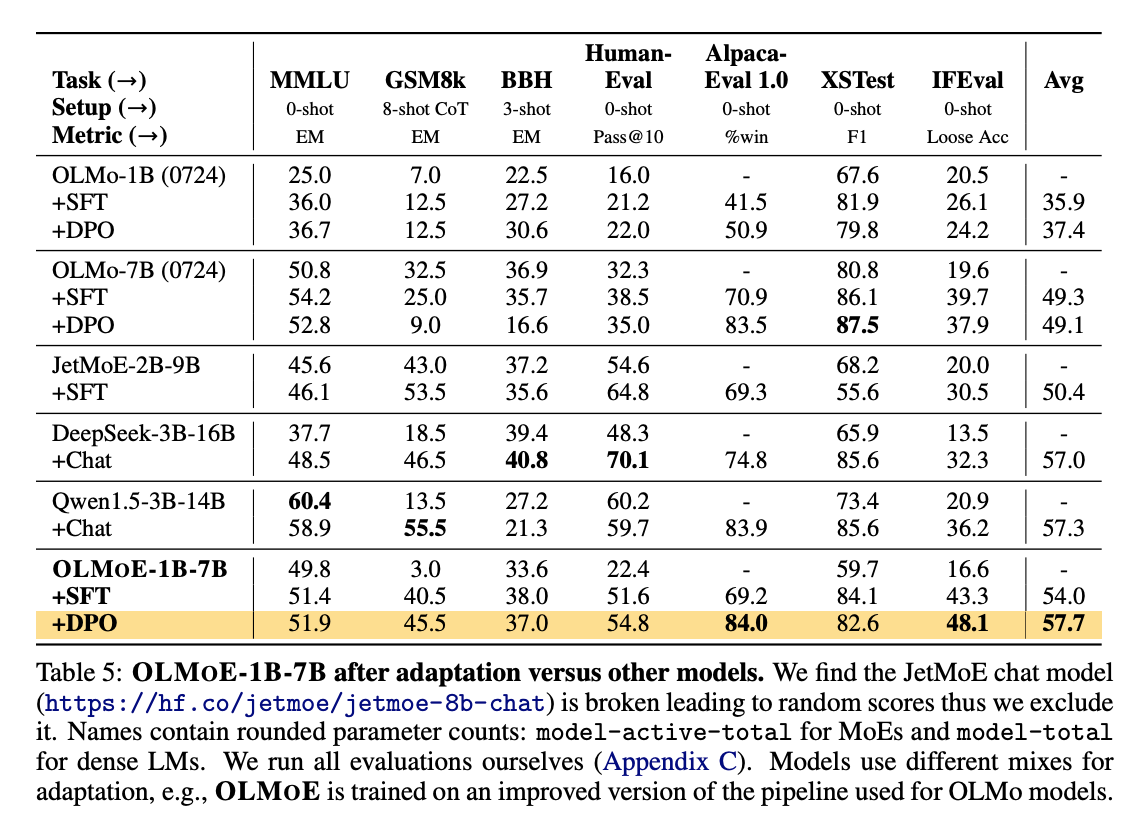 Task (→) MMLU GSM8k BBH Human-Eval Alpaca-Eval 1.0 XSTest IFEval Avg
Setup (→) 0-shot 8-shot CoT 3-shot 0-shot 0-shot 0-shot 0-shot
Metric (→) EM EM EM Pass@10 %win F1 Loose Acc
OLMo-1B (0724) 25.0 7.0 22.5 16.0 - 67.6 20.5 -
+SFT 36.0 12.5 27.2 21.2 41.5 81.9 26.1 35.9
+DPO 36.7 12.5 30.6 22.0 50.9 79.8 24.2 37.4
OLMo-7B (0724) 50.8 32.5 36.9 32.3 - 80.8 19.6 -
+SFT 54.2 25.0 35.7 38.5 70.9 86.1 39.7 49.3
+DPO 52.8 9.0 16.6 35.0 83.5 87.5 37.9 49.1
JetMoE-2B-9B 45.6 43.0 37.2 54.6 - 68.2 20.0 -
+SFT 46.1 53.5 35.6 64.8 69.3 55.6 30.5 50.4
DeepSeek-3B-16B 37.7 18.5 39.4 48.3 - 65.9 13.5 -
+Chat 48.5 46.5 40.8 70.1 74.8 85.6 32.3 57.0
Qwen1.5-3B-14B 60.4 13.5 27.2 60.2 - 73.4 20.9 -
+Chat 58.9 55.5 21.3 59.7 83.9 85.6 36.2 57.3
OLMOE-1B-7B 49.8 3.0 33.6 22.4 - 59.7 16.6 -
+SFT 51.4 40.5 38.0 51.6 69.2 84.1 43.3 54.0
+DPO 51.9 45.5 37.0 54.8 84.0 82.6 48.1 57.7
Table 5: OLMOE-1B-7B after adaptation versus other models. We find the JetMoE chat model
(https://hf.co/jetmoe/jetmoe-8b-chat) is broken leading to random scores thus we exclude
it. Names contain rounded parameter counts: model-active-total for MoEs and model-total
for dense LMs. We run all evaluations ourselves (Appendix C). Models use different mixes for
adaptation, e.g., OLMOE is trained on an improved version of the pipeline used for OLMo models.